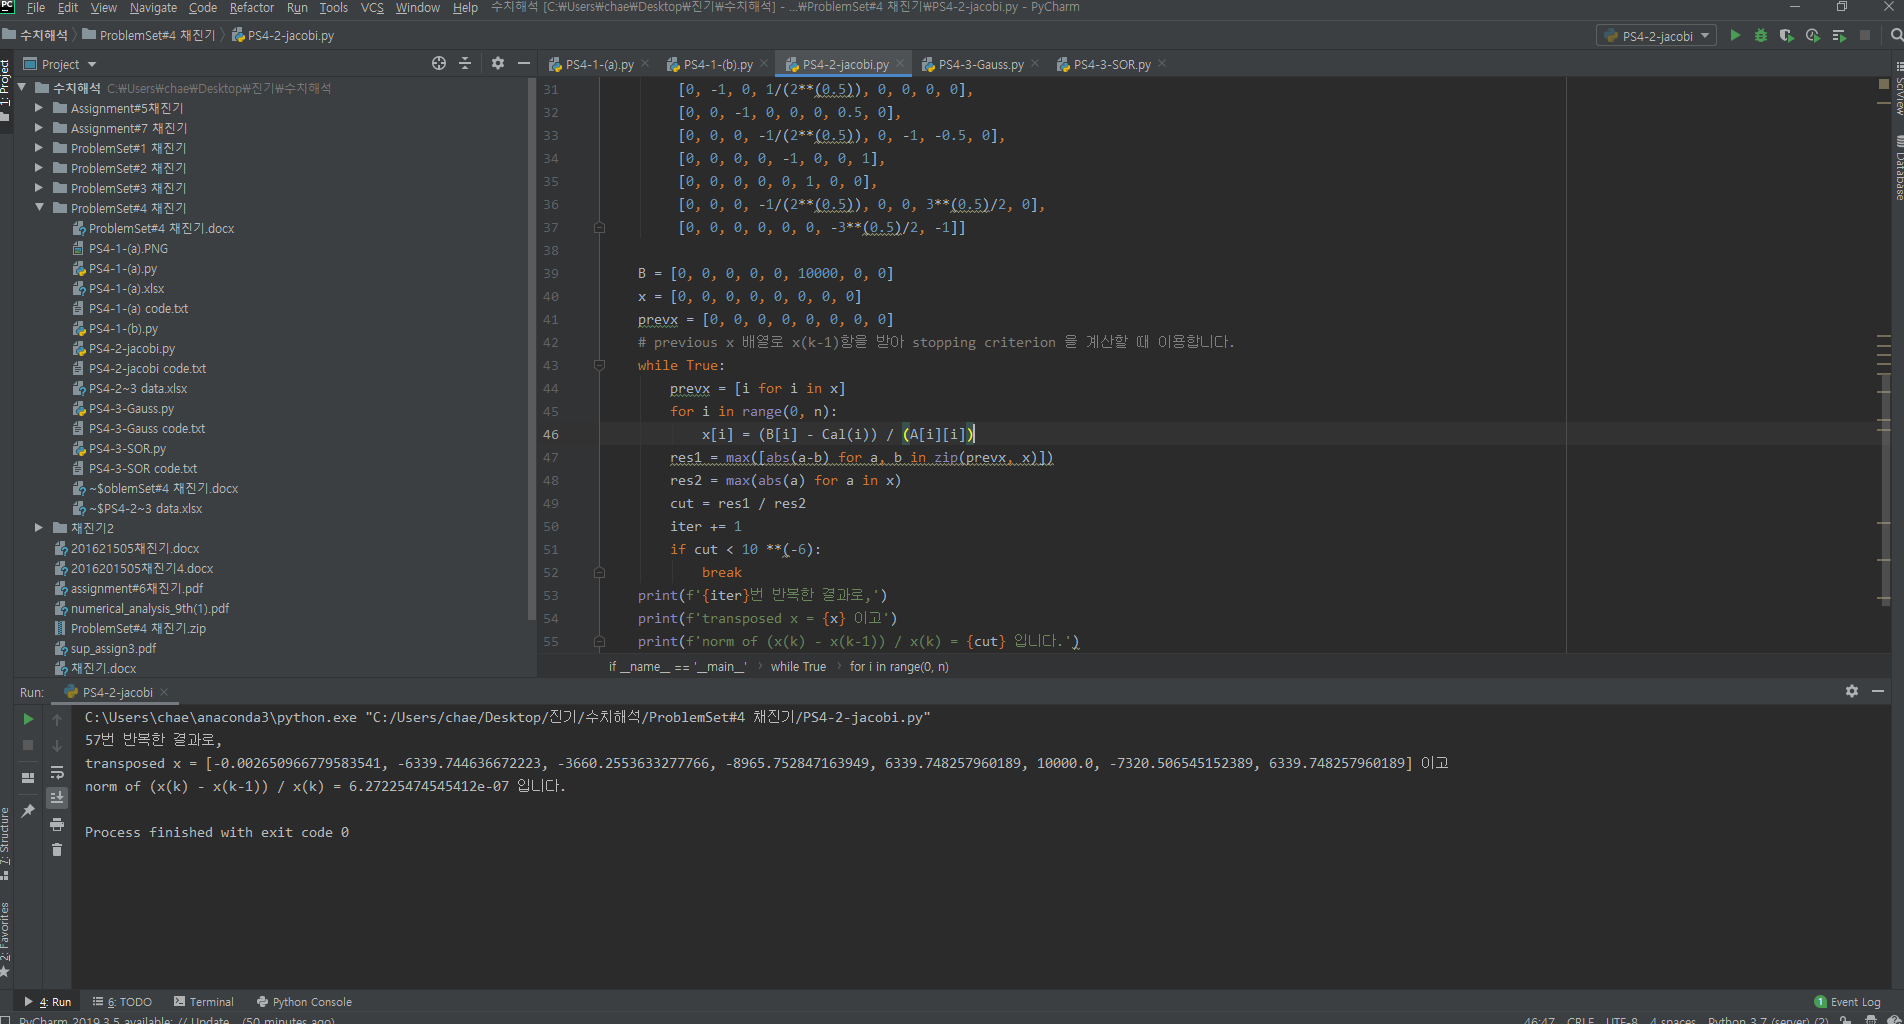 File Edit View Navigate Code Refactor Run Tools VCS Window Help 수치해석 [C:₩Users₩chae₩Desktop₩진기₩수치해석] - ...₩ProblemSet#4 채진기₩PS4-2-jacobi.py - PyCharm
수치해석 ProblemSet#4 채진기 PS4-2-jacobi.py
PS4-2-jacobi
Project
PS4-1-(a).py PS4-1-(b).py PS4-2-jacobi.py PS4-3-Gauss.py PS4-3-SOR.py
1: Project
수치해석 C:₩Users₩chae₩Desktop₩진기₩수치해석
Assignment#5채진기
Assignment#7 채진기
ProblemSet#1 채진기
ProblemSet#2 채진기
ProblemSet#3 채진기
ProblemSet#4 채진기
ProblemSet#4 채진기.docx
PS4-1-(a).PNG
PS4-1-(a).py
PS4-1-(a).xlsx
PS4-1-(a) code.txt
PS4-1-(b).py
PS4-2-jacobi.py
PS4-2-jacobi code.txt
PS4-2~3 data.xlsx
PS4-3-Gauss.py
PS4-3-Gauss code.txt
PS4-3-SOR.py
PS4-3-SOR code.txt
~$oblemSet#4 채진기.docx
~$PS4-2~3 data.xlsx
채진기2
201621505채진기.docx
2016201505채진기4.docx
assignment#6채진기.pdf
numerical_analysis_9th(1).pdf
ProblemSet#4 채진기.zip
sup_assign3.pdf
채진기.docx
31 [0, -1, 0, 1/(2**(0.5)), 0, 0, 0, 0],
32 [0, 0, -1, 0, 0, 0, 0.5, 0],
33 [0, 0, 0, -1/(2**(0.5)), 0, -1, -0.5, 0],
34 [0, 0, 0, 0, -1, 0, 0, 1],
35 [0, 0, 0, 0, 0, 1, 0, 0],
36 [0, 0, 0, -1/(2**(0.5)), 0, 0, 3**(0.5)/2, 0],
37 [0, 0, 0, 0, 0, 0, -3**(0.5)/2, -1]]
38
39 B = [0, 0, 0, 0, 0, 10000, 0, 0]
40 x = [0, 0, 0, 0, 0, 0, 0, 0]
41 prevx = [0, 0, 0, 0, 0, 0, 0, 0]
42 # previous x 배열로 x(k-1)항을 받아 stopping criterion 을 계산할 때 이용합니다.
43 while True:
44 prevx = [i for i in x]
45 for i in range(0, n):
46 x[i] = (B[i] - Cal(i)) / (A[i][i])
47 res1 = max([abs(a-b) for a, b in zip(prevx, x)])
48 res2 = max(abs(a) for a in x)
49 cut = res1 / res2
50 iter += 1
51 if cut < 10 **(-6):
52 break
53 print(f'{iter}번 반복한 결과로,')
54 print(f'transposed x = {x} 이고')
55 print(f'norm of (x(k) - x(k-1)) / x(k) = {cut} 입니다.')
if __name__ == '__main__' while True for i in range(0, n)
SciView
Database
Run: PS4-2-jacobi
C:\Users\chae\anaconda3\python.exe "C:/Users/chae/Desktop/진기/수치해석/ProblemSet#4 채진기/PS4-2-jacobi.py"
57번 반복한 결과로,
transposed x = [-0.002650966779583541, -6339.744636672223, -3660.2553633277766, -8965.752847163949, 6339.748257960189, 10000.0, -7320.506545152389, 6339.748257960189] 이고
norm of (x(k) - x(k-1)) / x(k) = 6.27225474545412e-07 입니다.
Process finished with exit code 0
7: Structure
2: Favorites
4: Run 6: TODO Terminal Python Console
1 Event Log
PyCharm 2019.3.5 available: // Update... (50 minutes ago)
46:47 CRLF UTF-8 4 spaces Python 3.7 (server) (2)